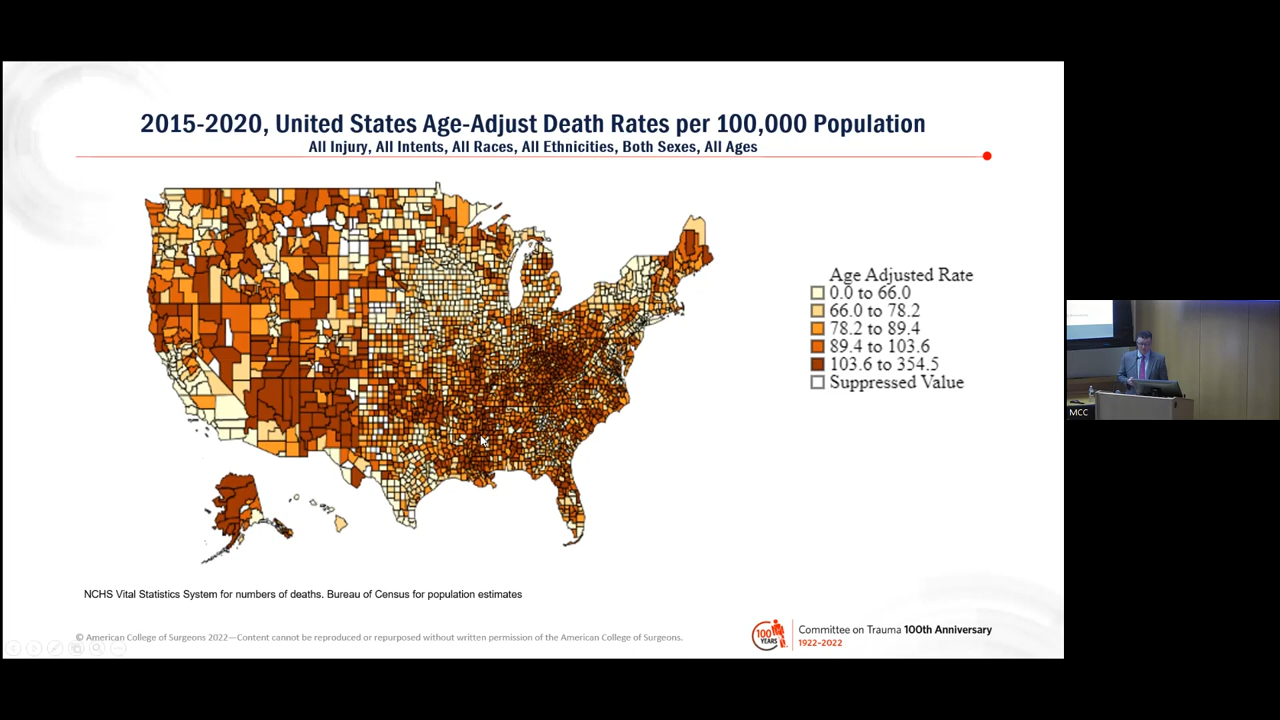 2015-2020, United States Age-Adjust Death Rates per 100,000 Population
All Injury, All Intents, All Races, All Ethnicities, Both Sexes, All Ages
Age Adjusted Rate
0.0 to 66.0
66.0 to 78.2
78.2 to 89.4
89.4 to 103.6
103.6 to 354.5
Suppressed Value
MCC
NCHS Vital Statistics System for numbers of deaths. Bureau of Census for population estimates
© American College of Surgeons 2022—Content cannot be reproduced or repurposed without written permission of the American College of Surgeons.
100
YEARS
Committee on Trauma 100th Anniversary
1922-2022